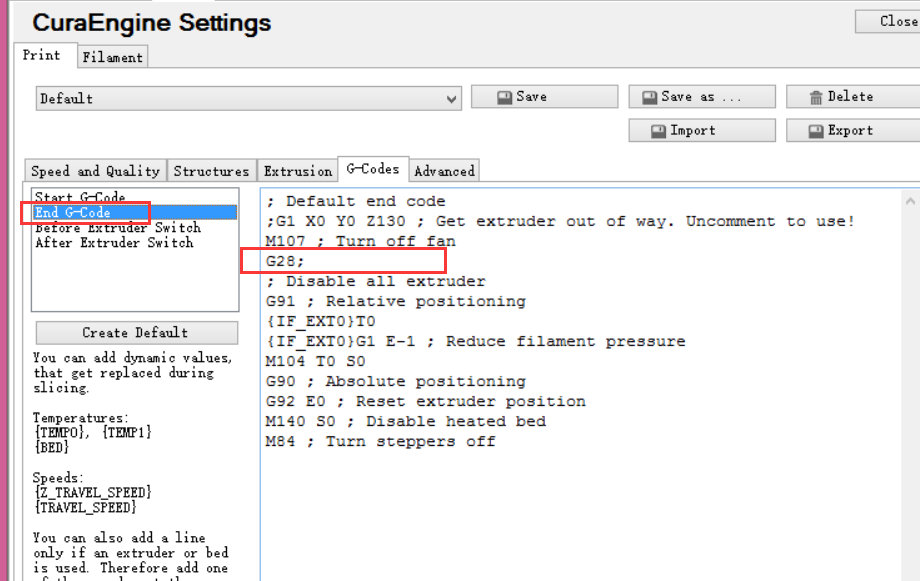 CuraEngine Settings
Close
Print
Filament
Default
Save
Save as ...
Delete
Import
Export
Speed and Quality
Structures
Extrusion
G-Codes
Advanced
Start G-Code
End G-Code
Before Extruder Switch
After Extruder Switch
Create Default
You can add dynamic values,
that get replaced during
slicing.
Temperatures:
{TEMP0}, {TEMP1}
{BED}
Speeds:
{Z_TRAVEL_SPEED}
{TRAVEL_SPEED}
You can also add a line
only if an extruder or bed
is used. Therefore add one
; Default end code
;G1 X0 Y0 Z130 ; Get extruder out of way. Uncomment to use!
M107 ; Turn off fan
G28;
; Disable all extruder
G91 ; Relative positioning
{IF_EXT0}T0
{IF_EXT0}G1 E-1 ; Reduce filament pressure
M104 T0 S0
G90 ; Absolute positioning
G92 E0 ; Reset extruder position
M140 S0 ; Disable heated bed
M84 ; Turn steppers off